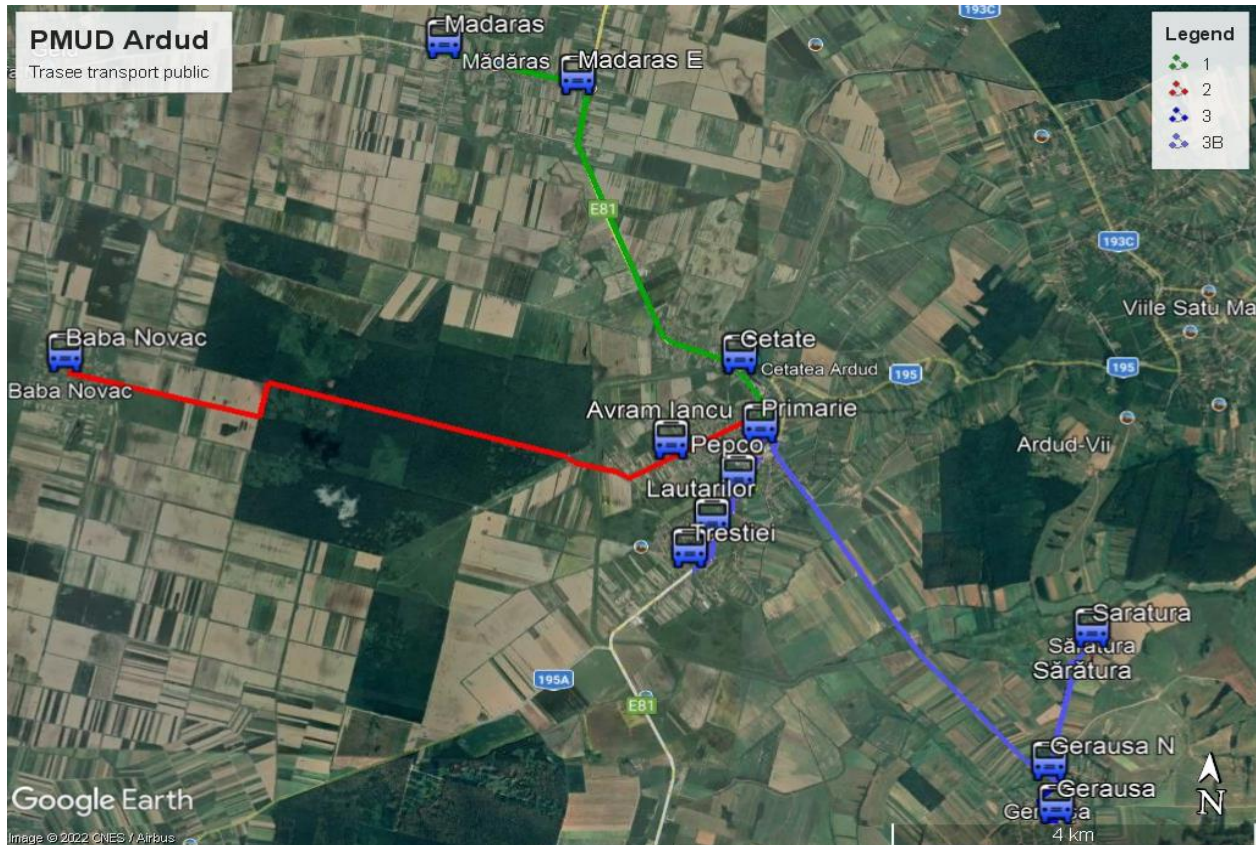 PMUD Ardud
Trasee transport public
Madaras
Mădăras
Madaras E
193C
Legend
1
2
3
3B
E81
193C
Viile Satu Ma
Baba Novac
Baba Novac
Cetate
Cetatea Ardud
195
195
Avram Iancu
Primarie
Pepco
Ardud-Vii
Lautarilor
Trestiei
Saratura
Sărătura
Sărătura
195A
E81
Gerausa N
Gerausa
N
4 km
Google Earth
Image © 2022 CNES / Airbus